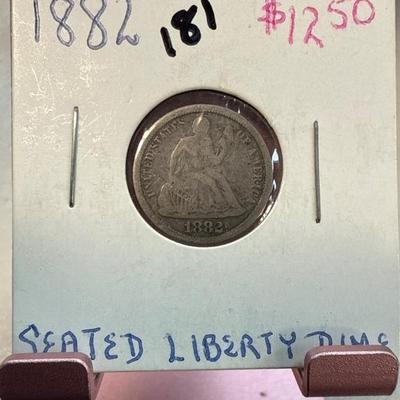 1882 181 $12.50
UNITED STATES OF AMERICA
1882
SEATED LIBERTY DIME